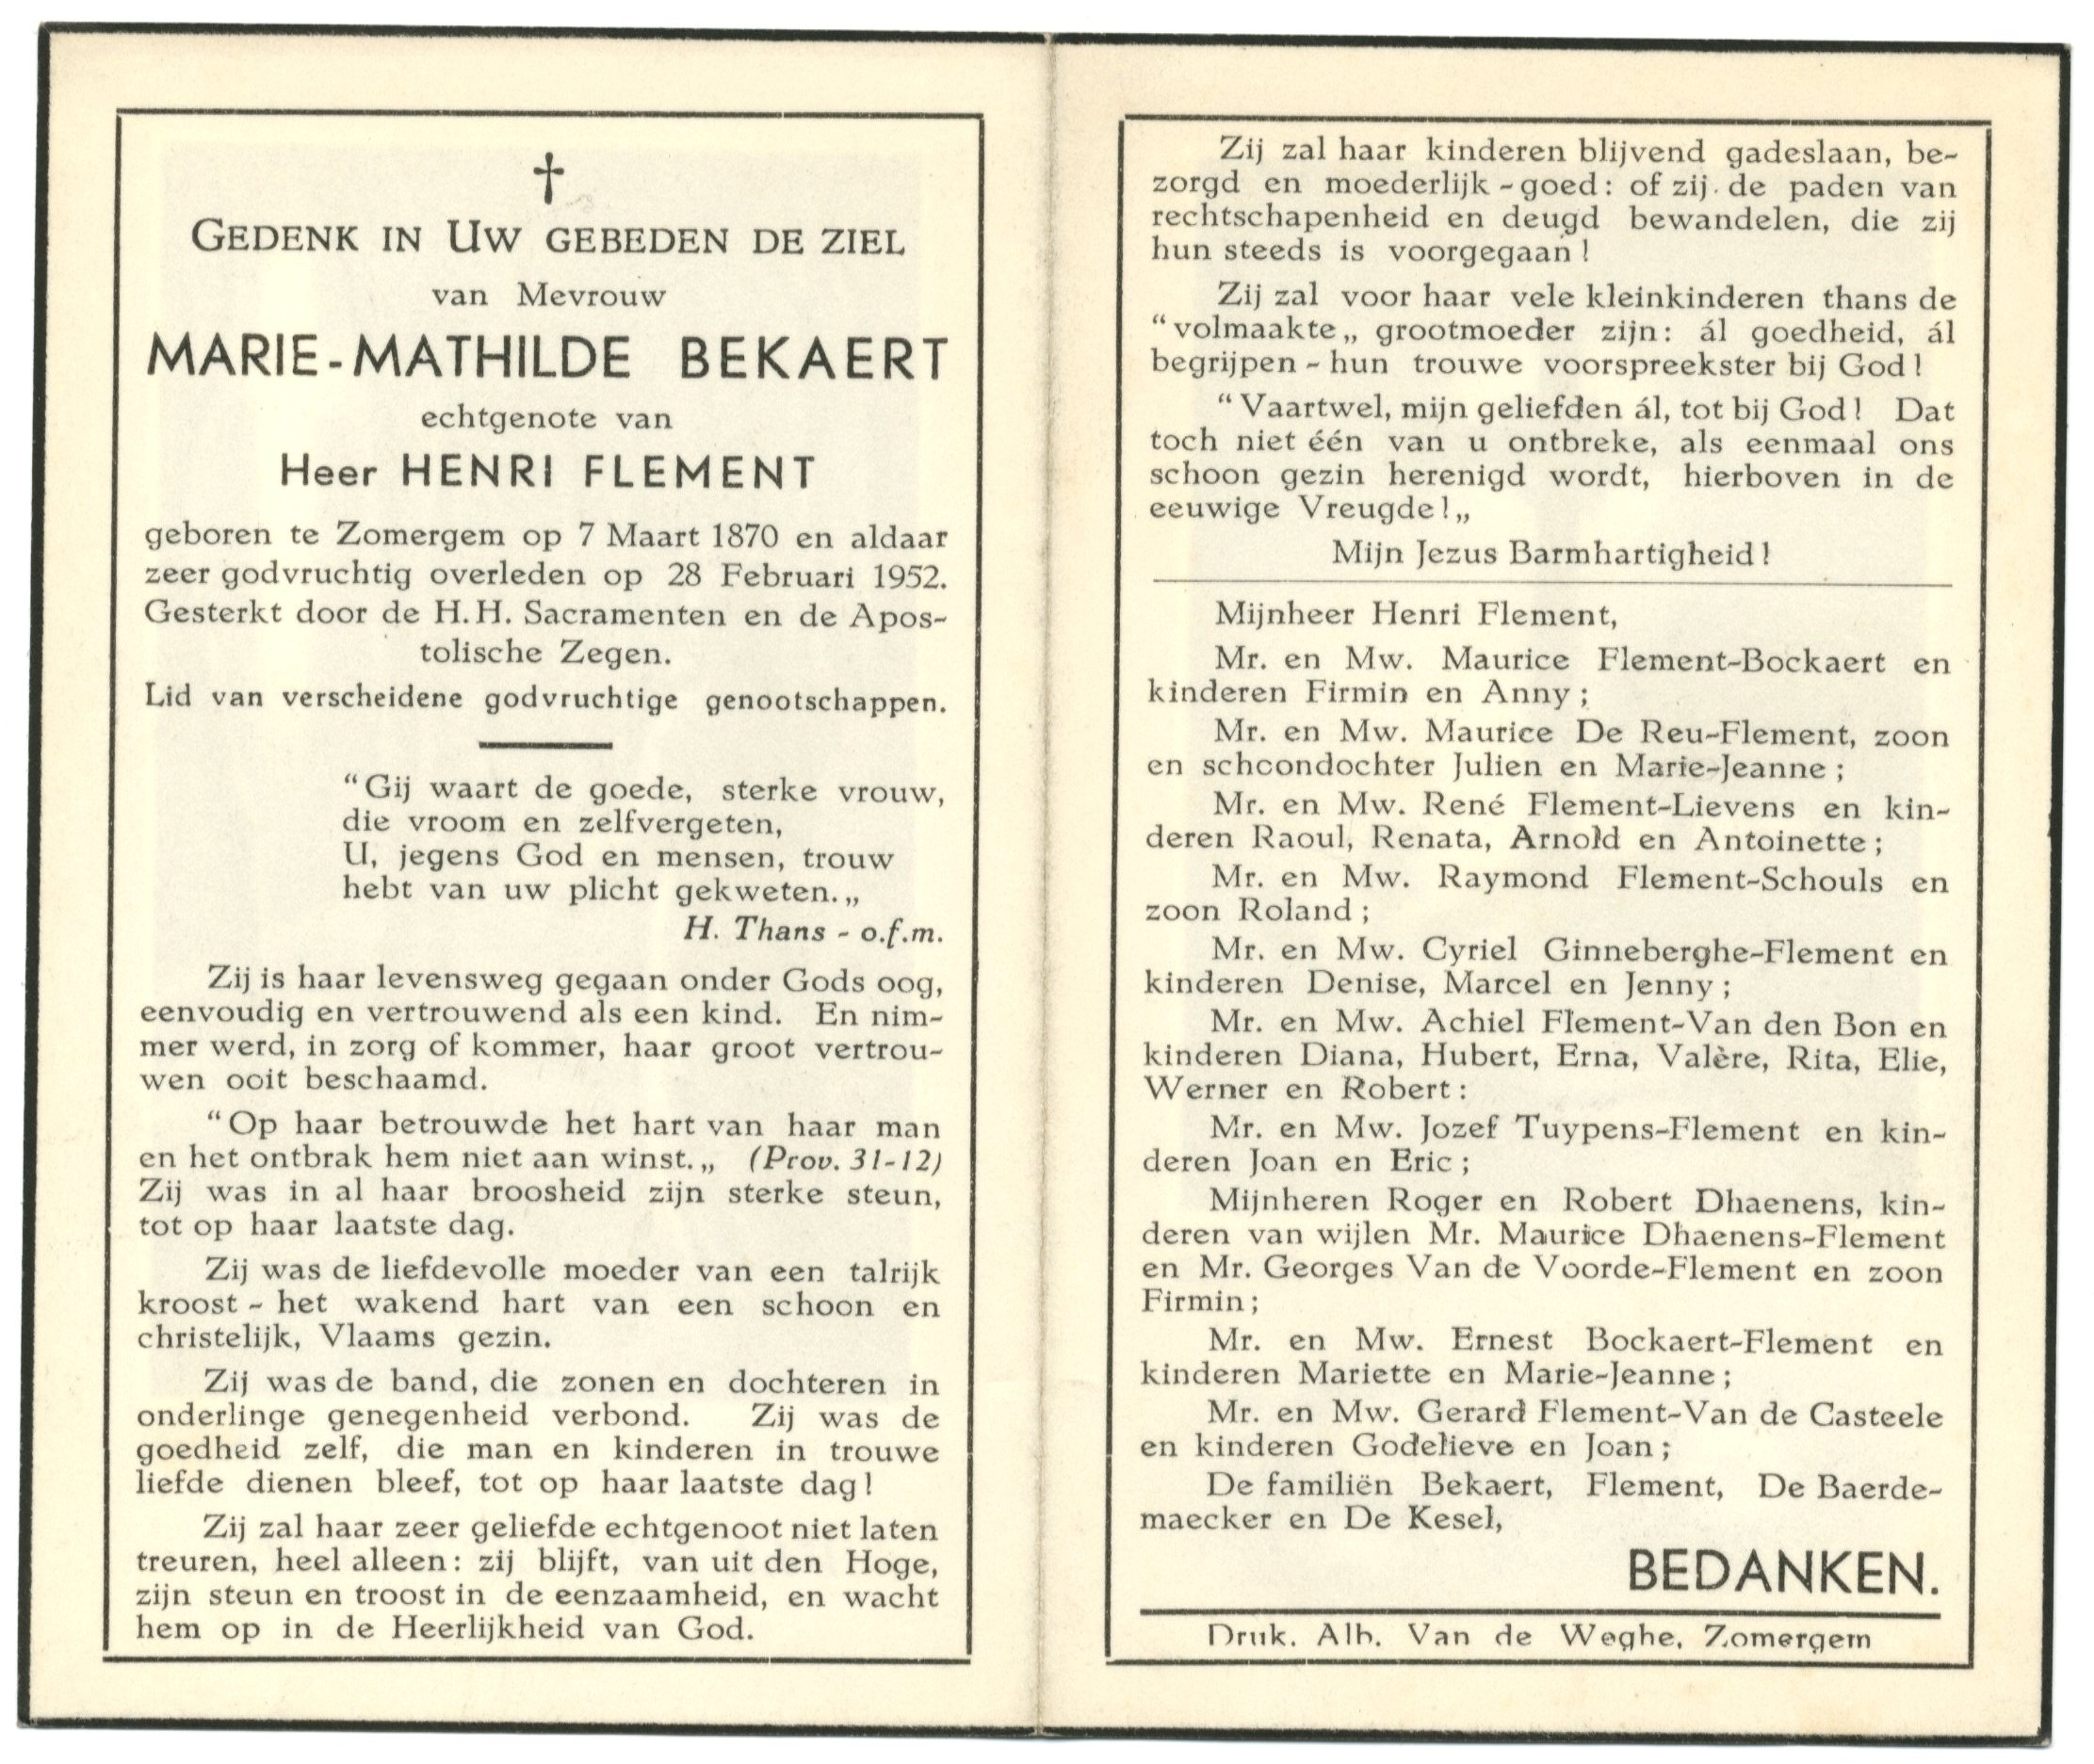 GEDENK IN UW GEBEDEN DE ZIEL
van Mevrouw
MARIE-MATHILDE BEKAERT
echtgenote van
Heer HENRI FLEMENT
geboren te Zomergem op 7 Maart 1870 en aldaar
zeer godvruchtig overleden op 28 Februari 1952.
Gesterkt door de H.H. Sacramenten en de Apos-
tolische Zegen.
Lid van verscheidene godvruchtige genootschappen.
“Gij waart de goede, sterke vrouw,
die vroom en zelfvergeten,
U, jegens God en mensen, trouw
hebt van uw plicht gekweten.„
H. Thans - o.f.m.
Zij is haar levensweg gegaan onder Gods oog,
eenvoudig en vertrouwend als een kind. En nim-
mer werd, in zorg of kommer, haar groot vertrou-
wen ooit beschaamd.
“Op haar betrouwde het hart van haar man
en het ontbrak hem niet aan winst.„ (Prov. 31-12)
Zij was in al haar broosheid zijn sterke steun,
tot op haar laatste dag.
Zij was de liefdevolle moeder van een talrijk
kroost - het wakend hart van een schoon en
christelijk, Vlaams gezin.
Zij was de band, die zonen en dochteren in
onderlinge genegenheid verbond. Zij was de
goedheid zelf, die man en kinderen in trouwe
liefde dienen bleef, tot op haar laatste dag!
Zij zal haar zeer geliefde echtgenoot niet laten
treuren, heel alleen: zij blijft, van uit den Hoge,
zijn steun en troost in de eenzaamheid, en wacht
hem op in de Heerlijkheid van God.
Zij zal haar kinderen blijvend gadeslaan, be-
zorgd en moederlijk - goed: of zij de paden van
rechtschapenheid en deugd bewandelen, die zij
hun steeds is voorgegaan!
Zij zal voor haar vele kleinkinderen thans de
“volmaakte„ grootmoeder zijn: ál goedheid, ál
begrijpen - hun trouwe voorspreekster bij God!
“Vaartwel, mijn geliefden ál, tot bij God! Dat
toch niet één van u ontbreke, als eenmaal ons
schoon gezin herenigd wordt, hierboven in de
eeuwige Vreugde!„
Mijn Jezus Barmhartigheid!
Mijnheer Henri Flement,
Mr. en Mw. Maurice Flement-Bockaert en
kinderen Firmin en Anny;
Mr. en Mw. Maurice De Reu-Flement, zoon
en schoondochter Julien en Marie-Jeanne;
Mr. en Mw. René Flement-Lievens en kin-
deren Raoul, Renata, Arnold en Antoinette;
Mr. en Mw. Raymond Flement-Schouls en
zoon Roland;
Mr. en Mw. Cyriel Ginneberghe-Flement en
kinderen Denise, Marcel en Jenny;
Mr. en Mw. Achiel Flement-Van den Bon en
kinderen Diana, Hubert, Erna, Valère, Rita, Elie,
Werner en Robert:
Mr. en Mw. Jozef Tuypens-Flement en kin-
deren Joan en Eric;
Mijnheren Roger en Robert Dhaenens, kin-
deren van wijlen Mr. Maurice Dhaenens-Flement
en Mr. Georges Van de Voorde-Flement en zoon
Firmin;
Mr. en Mw. Ernest Bockaert-Flement en
kinderen Mariette en Marie-Jeanne;
Mr. en Mw. Gerard Flement-Van de Casteele
en kinderen Godelieve en Joan;
De familiën Bekaert, Flement, De Baerde-
maecker en De Kesel,
BEDANKEN.
Druk. Alb. Van de Weghe, Zomergem